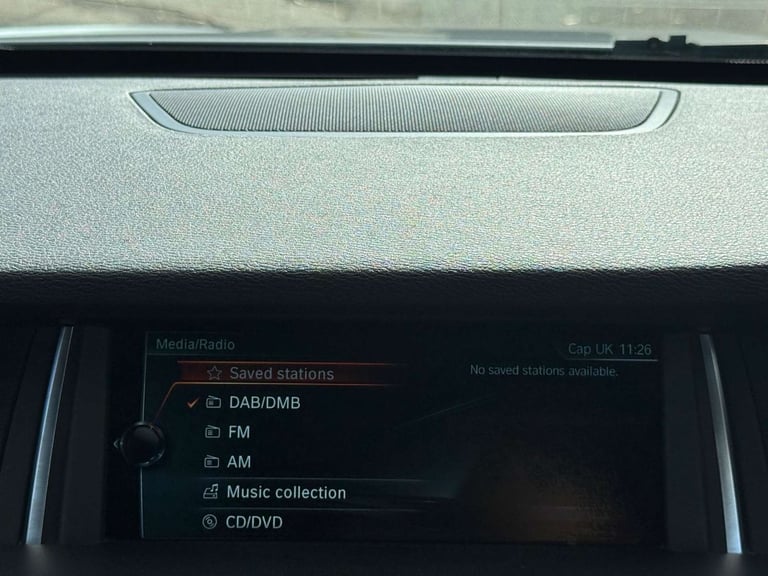 Media/Radio
Cap UK 11:26
Saved stations
No saved stations available.
DAB/DMB
FM
AM
Music collection
CD/DVD